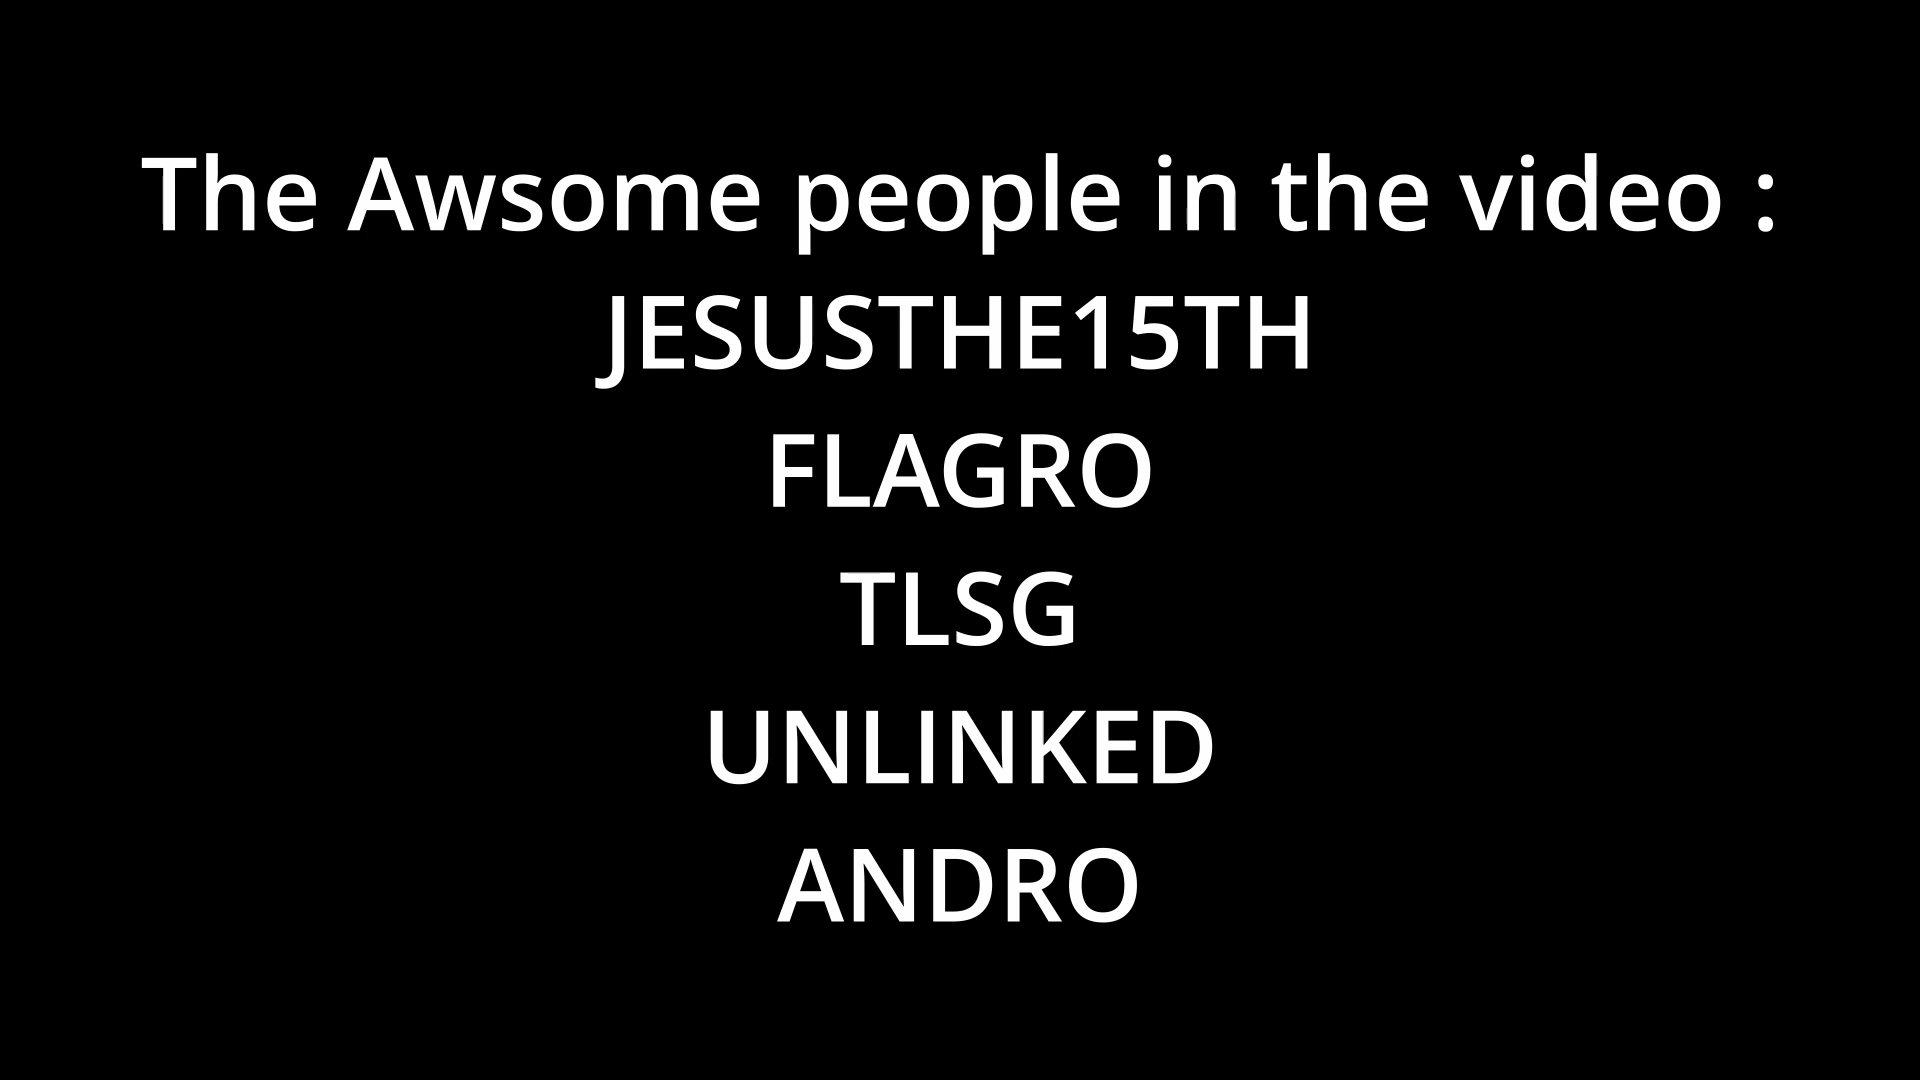 The Awsome people in the video :
JESUSTHE15TH
FLAGRO
TLSG
UNLINKED
ANDRO